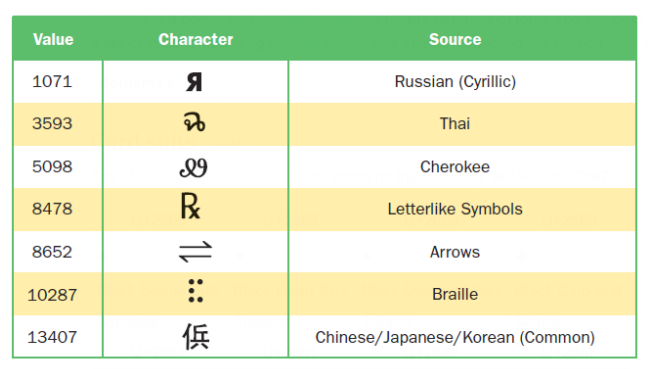 Value Character Source
1071 Я Russian (Cyrillic)
3593 ฉ Thai
5098 Ꮺ Cherokee
8478 ℞ Letterlike Symbols
8652 ⇌ Arrows
10287 ⠯ Braille
13407 㑟 Chinese/Japanese/Korean (Common)